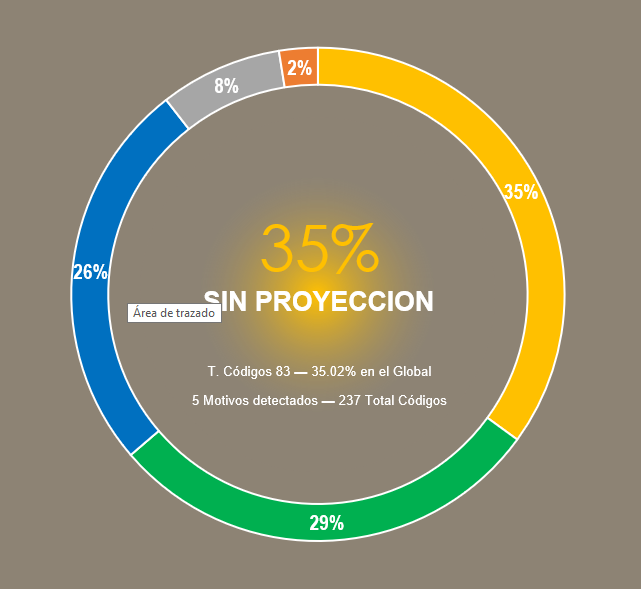 2%
8%
35%
35%
26%
SIN PROYECCION
Área de trazado
T. Códigos 83 — 35.02% en el Global
5 Motivos detectados — 237 Total Códigos
29%